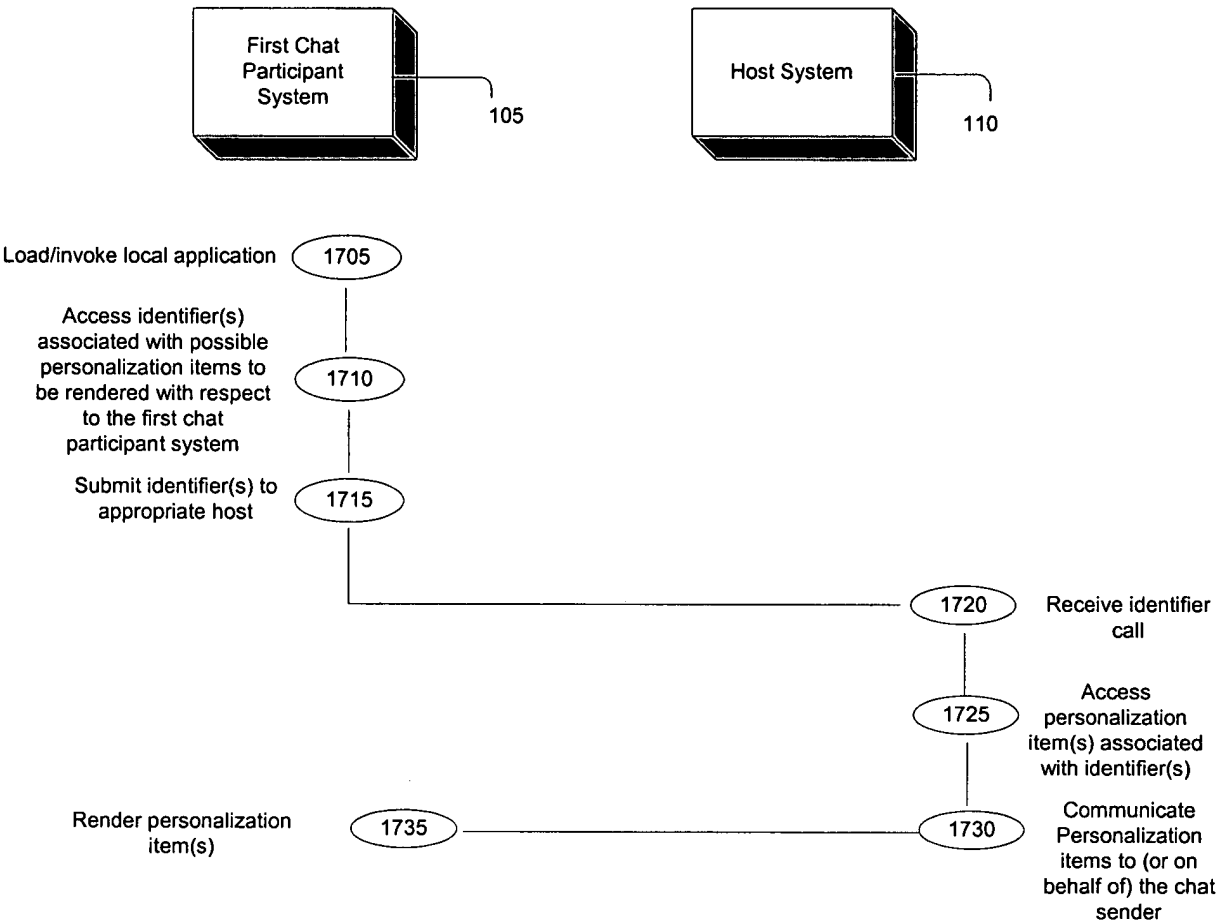 First Chat
Participant
System
105
Host System
110
Load/invoke local application
1705
Access identifier(s)
associated with possible
personalization items to
be rendered with respect
to the first chat
participant system
1710
Submit identifier(s) to
appropriate host
1715
1720
Receive identifier
call
1725
Access
personalization
item(s) associated
with identifier(s)
Render personalization
item(s)
1735
1730
Communicate
Personalization
items to (or on
behalf of) the chat
sender